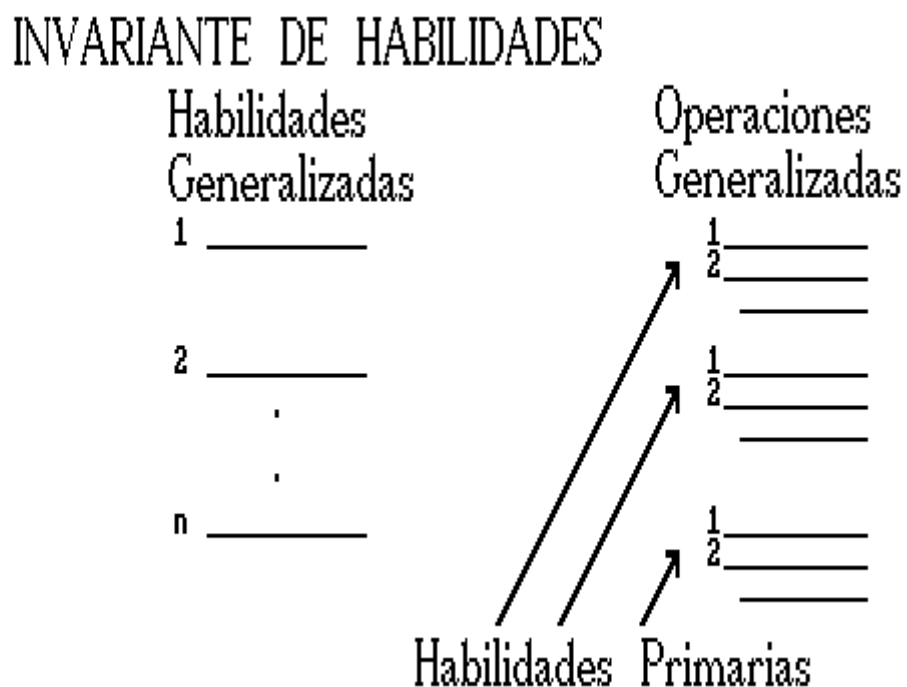 INVARIANTE DE HABILIDADES
Habilidades Generalizadas
Operaciones Generalizadas
1
2
.
.
n
1
2
1
2
1
2
Habilidades Primarias